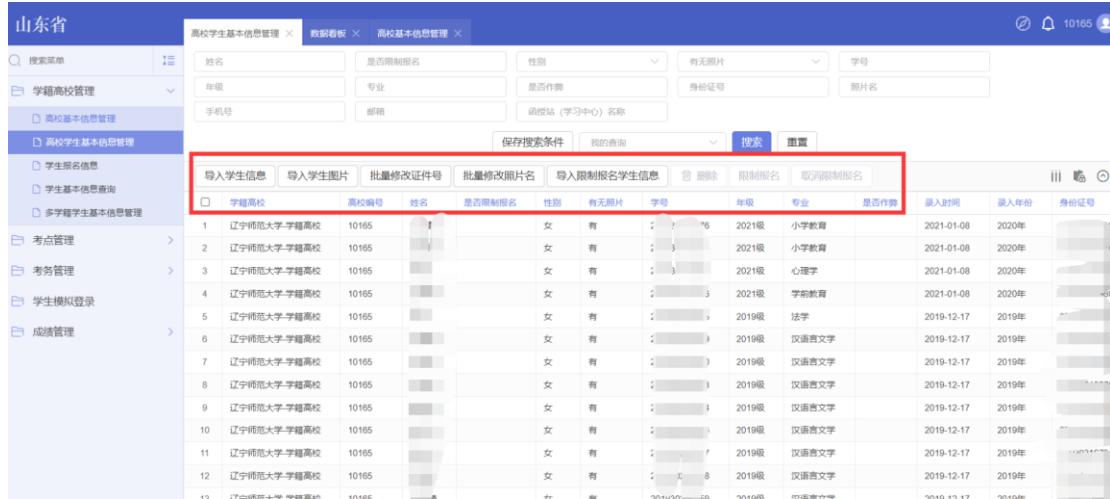 山东省
高校学生基本信息管理 × 数据看板 × 高校基本信息管理 ×
10165
搜索菜单
学籍高校管理
高校基本信息管理
高校学生基本信息管理
学生报名信息
学生基本信息查询
多学籍学生基本信息管理
考点管理
考务管理
学生模拟登录
成绩管理
姓名 是否限制报名 性别 有无照片 学号
年级 专业 是否作弊 身份证号 照片名
手机号 邮箱 函授站（学习中心）名称
保存搜索条件 我的查询 搜索 重置
导入学生信息 导入学生图片 批量修改证件号 批量修改照片名 导入限制报名学生信息 删除 限制报名 取消限制报名
学籍高校 高校编号 姓名 是否限制报名 性别 有无照片 学号 年级 专业 是否作弊 录入时间 录入年份 身份证号
1 辽宁师范大学-学籍高校 10165 女 有 2021级 小学教育 2021-01-08 2020年
2 辽宁师范大学-学籍高校 10165 女 有 2021级 小学教育 2021-01-08 2020年
3 辽宁师范大学-学籍高校 10165 女 有 2021级 心理学 2021-01-08 2020年
4 辽宁师范大学-学籍高校 10165 女 有 2021级 学前教育 2021-01-08 2020年
5 辽宁师范大学-学籍高校 10165 女 有 2019级 法学 2019-12-17 2019年
6 辽宁师范大学-学籍高校 10165 女 有 2019级 汉语言文学 2019-12-17 2019年
7 辽宁师范大学-学籍高校 10165 女 有 2019级 汉语言文学 2019-12-17 2019年
8 辽宁师范大学-学籍高校 10165 女 有 2019级 汉语言文学 2019-12-17 2019年
9 辽宁师范大学-学籍高校 10165 女 有 2019级 汉语言文学 2019-12-17 2019年
10 辽宁师范大学-学籍高校 10165 女 有 2019级 汉语言文学 2019-12-17 2019年
11 辽宁师范大学-学籍高校 10165 女 有 2019级 汉语言文学 2019-12-17 2019年
12 辽宁师范大学-学籍高校 10165 女 有 2019级 汉语言文学 2019-12-17 2019年